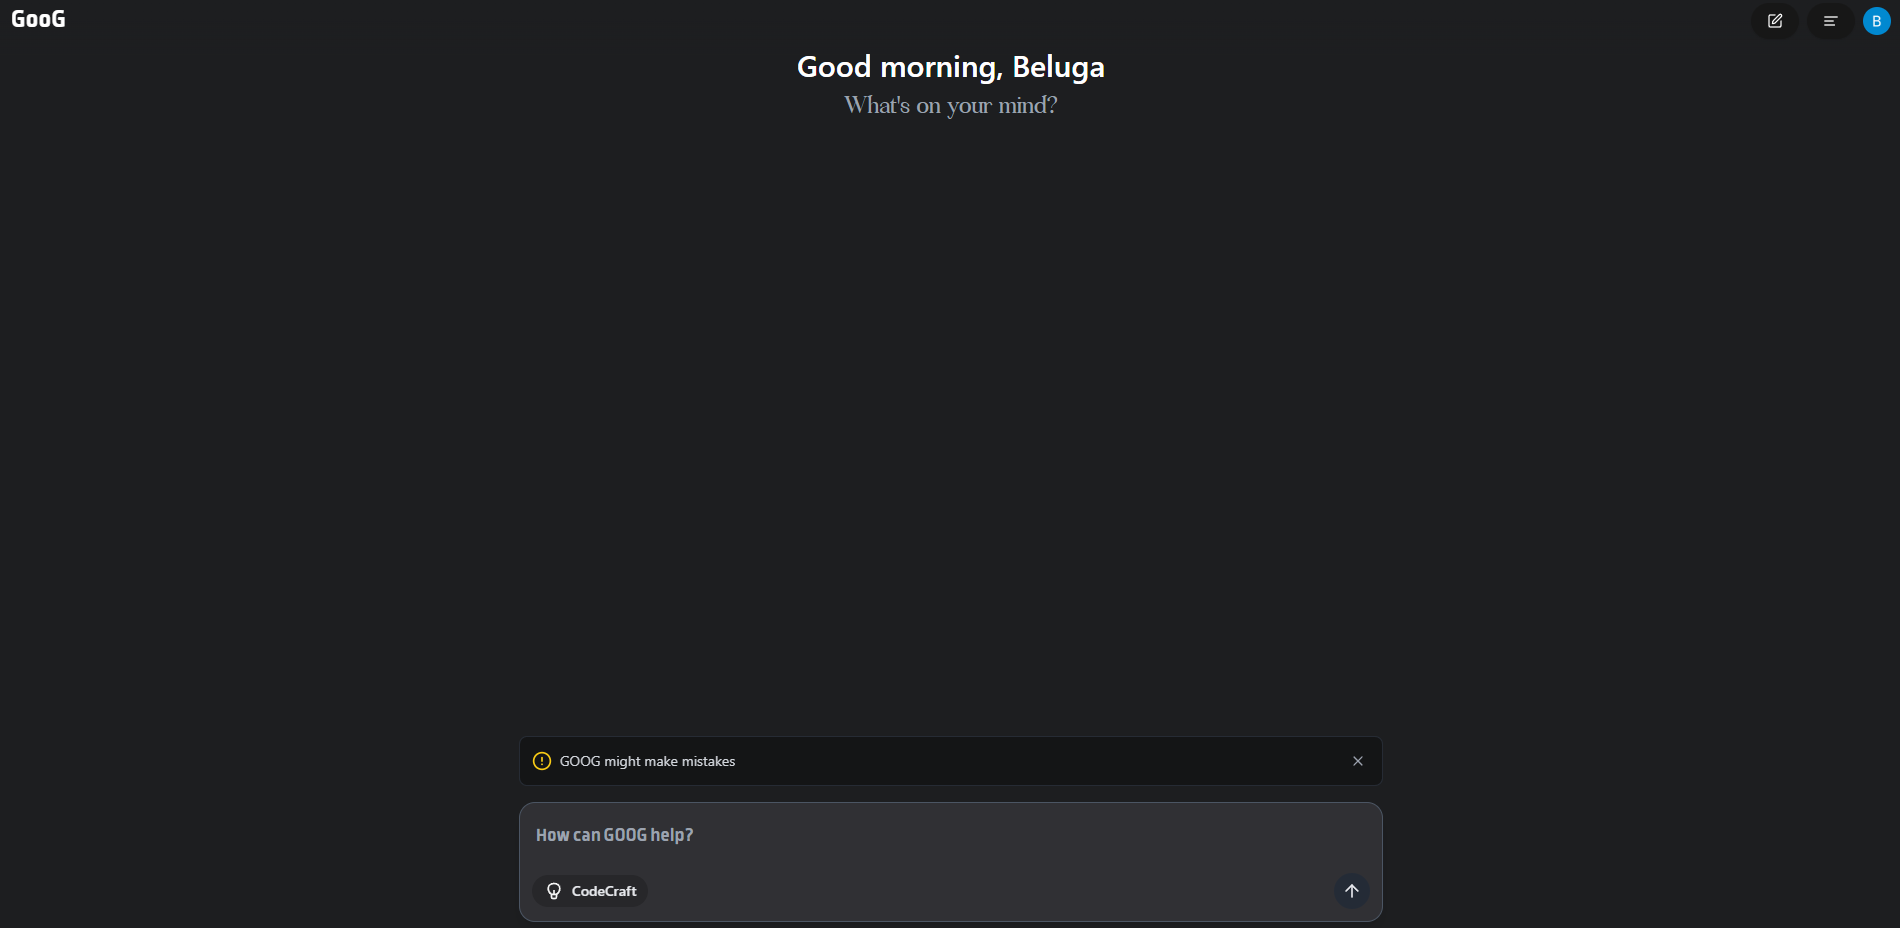 GooG
B
Good morning, Beluga
What's on your mind?
GOOG might make mistakes
How can GOOG help?
CodeCraft